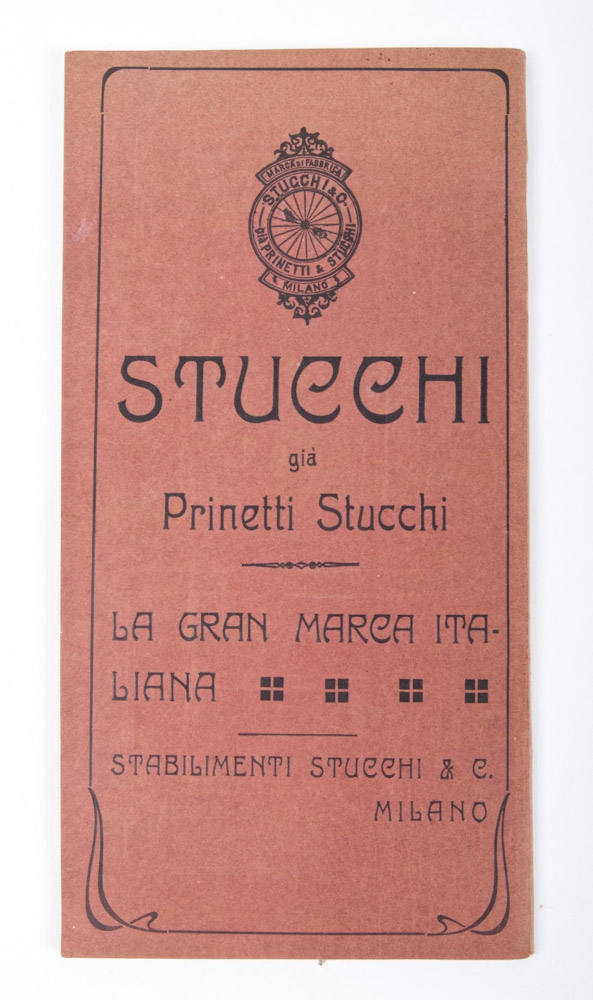 MARCA DI FABBRICA
STUCCHI & C.
già PRINETTI & STUCCHI
MILANO
STUCCHI
già
Prinetti Stucchi
LA GRAN MARCA ITA-
LIANA
STABILIMENTI STUCCHI & C.
MILANO